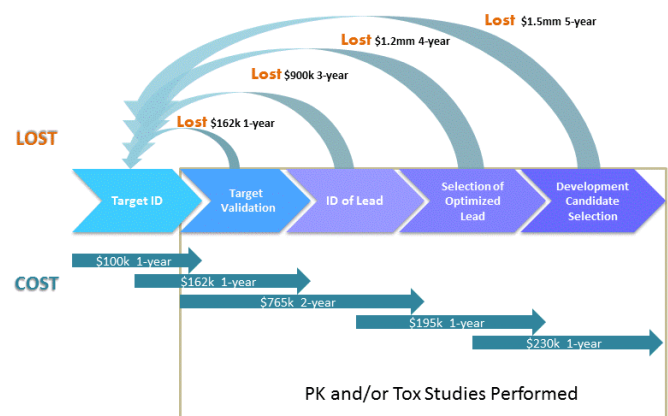 Lost $1.5mm 5-year
Lost $1.2mm 4-year
Lost $900k 3-year
LOST
Lost $162k 1-year
Target ID
Target
Validation
ID of Lead
Selection of
Optimized
Lead
Development
Candidate
Selection
COST
$100k 1-year
$162k 1-year
$765k 2-year
$195k 1-year
$230k 1-year
PK and/or Tox Studies Performed